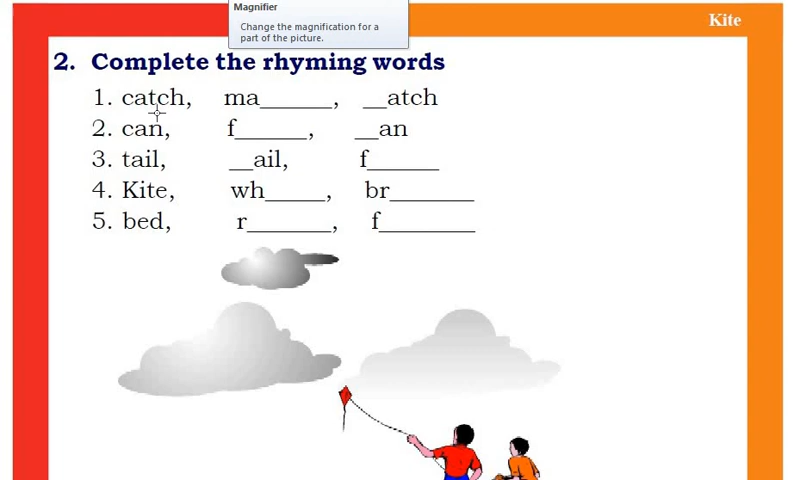 Magnifier
Change the magnification for a
part of the picture.
Kite
2. Complete the rhyming words
1. catch, ma______, __atch
2. can, f______, __an
3. tail, __ail, f______
4. Kite, wh_____, br_______
5. bed, r_______, f________